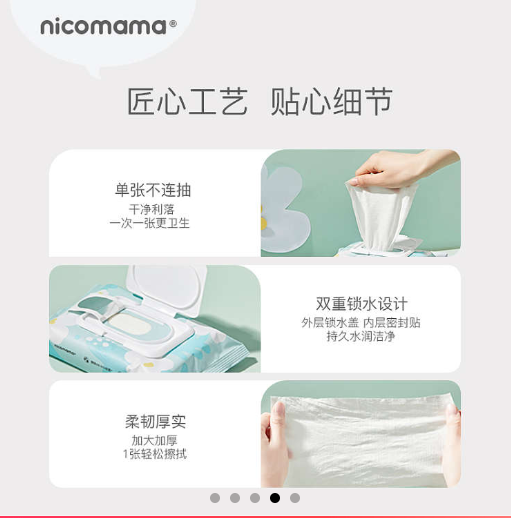 nicomama®
匠心工艺 贴心细节
单张不连抽
干净利落
一次一张更卫生
双重锁水设计
外层锁水盖 内层密封贴
持久水润洁净
柔韧厚实
加大加厚
1张轻松擦拭